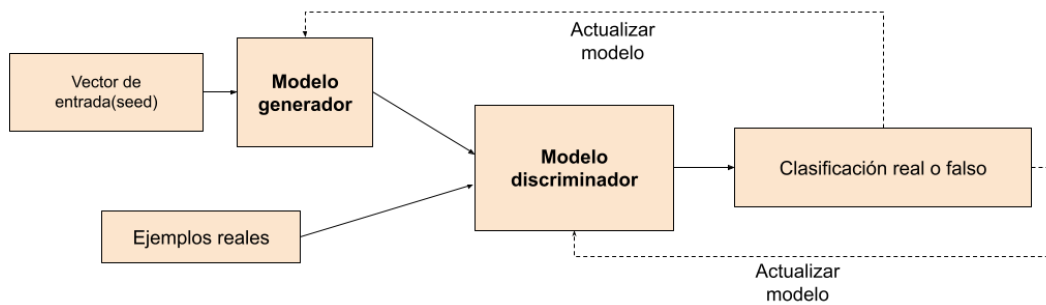 Actualizar
modelo
Vector de
entrada(seed)
Modelo
generador
Modelo
discriminador
Clasificación real o falso
Ejemplos reales
Actualizar
modelo